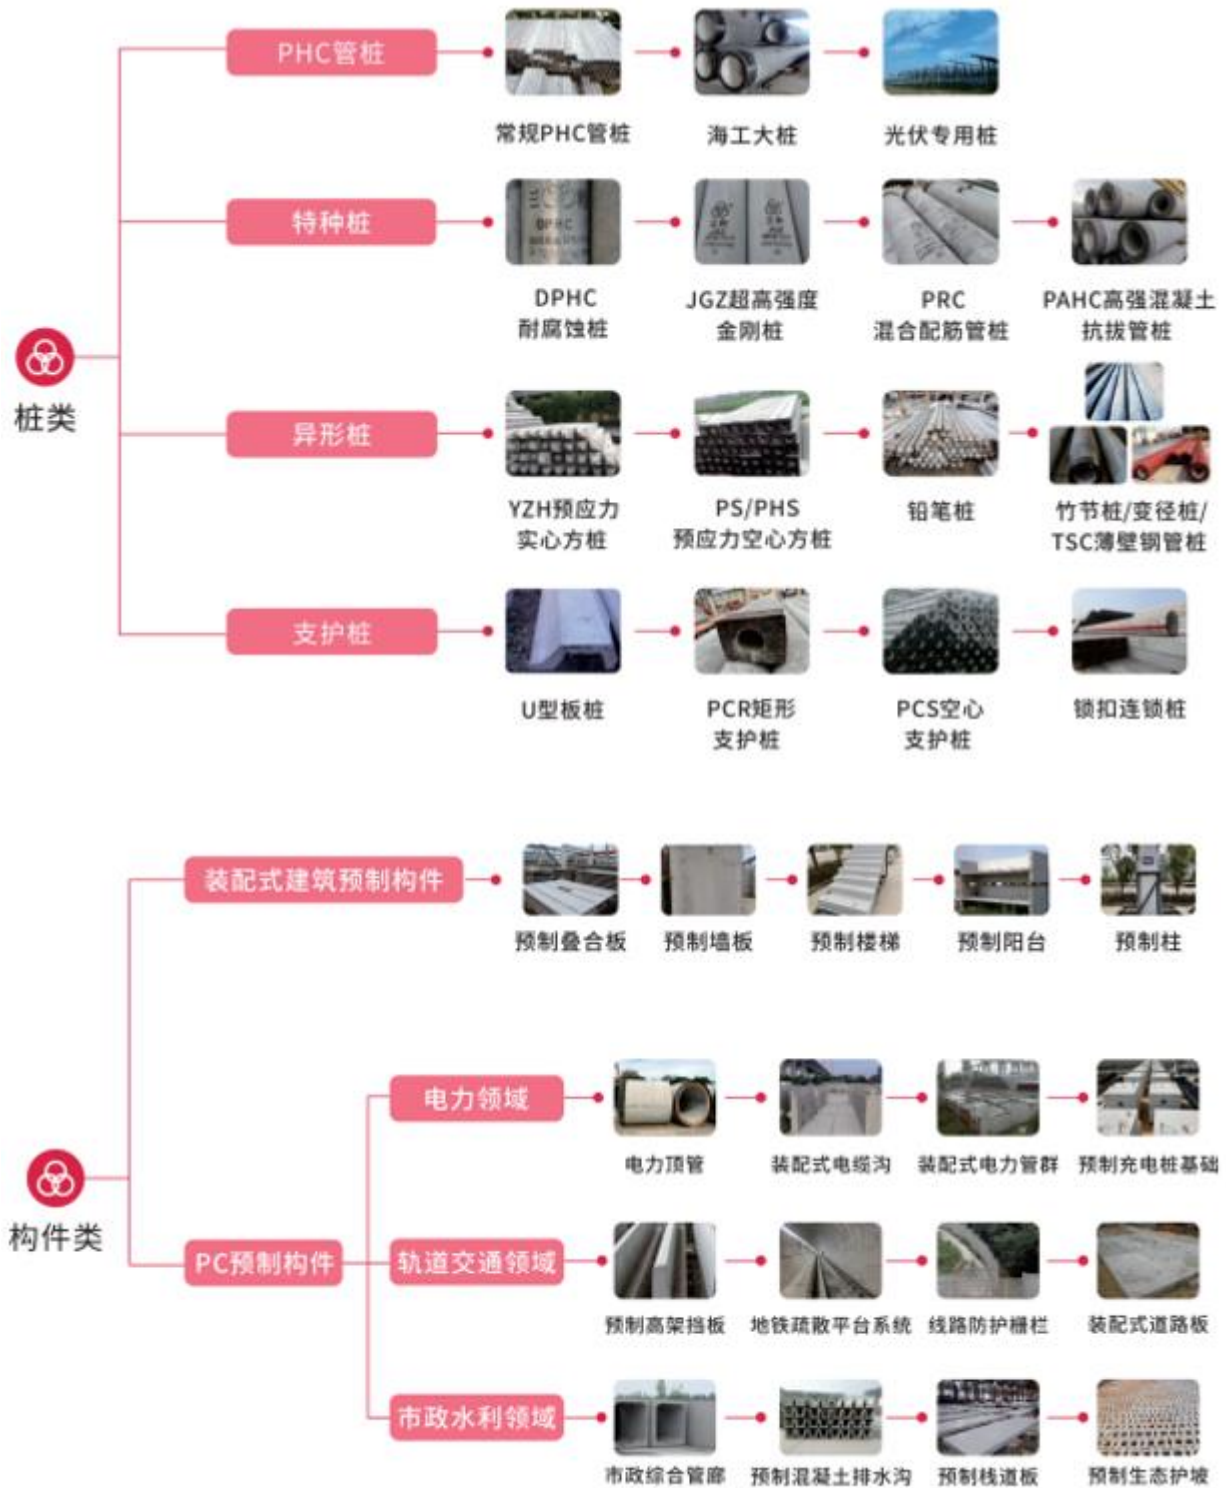 PHC管桩
常规PHC管桩
海工大桩
光伏专用桩
特种桩
DPHC
DPHC
耐腐蚀桩
JGZ超高强度
金刚桩
PRC
混合配筋管桩
PAHC高强混凝土
抗拔管桩
桩类
异形桩
YZH预应力
实心方桩
PS/PHS
预应力空心方桩
铅笔桩
竹节桩/变径桩/
TSC薄壁钢管桩
支护桩
U型板桩
PCR矩形
支护桩
PCS空心
支护桩
锁扣连锁桩
装配式建筑预制构件
预制叠合板
预制墙板
预制楼梯
预制阳台
预制柱
构件类
PC预制构件
电力领域
电力顶管
装配式电缆沟
装配式电力管群
预制充电桩基础
轨道交通领域
预制高架挡板
地铁疏散平台系统
线路防护栅栏
装配式道路板
市政水利领域
市政综合管廊
预制混凝土排水沟
预制栈道板
预制生态护坡